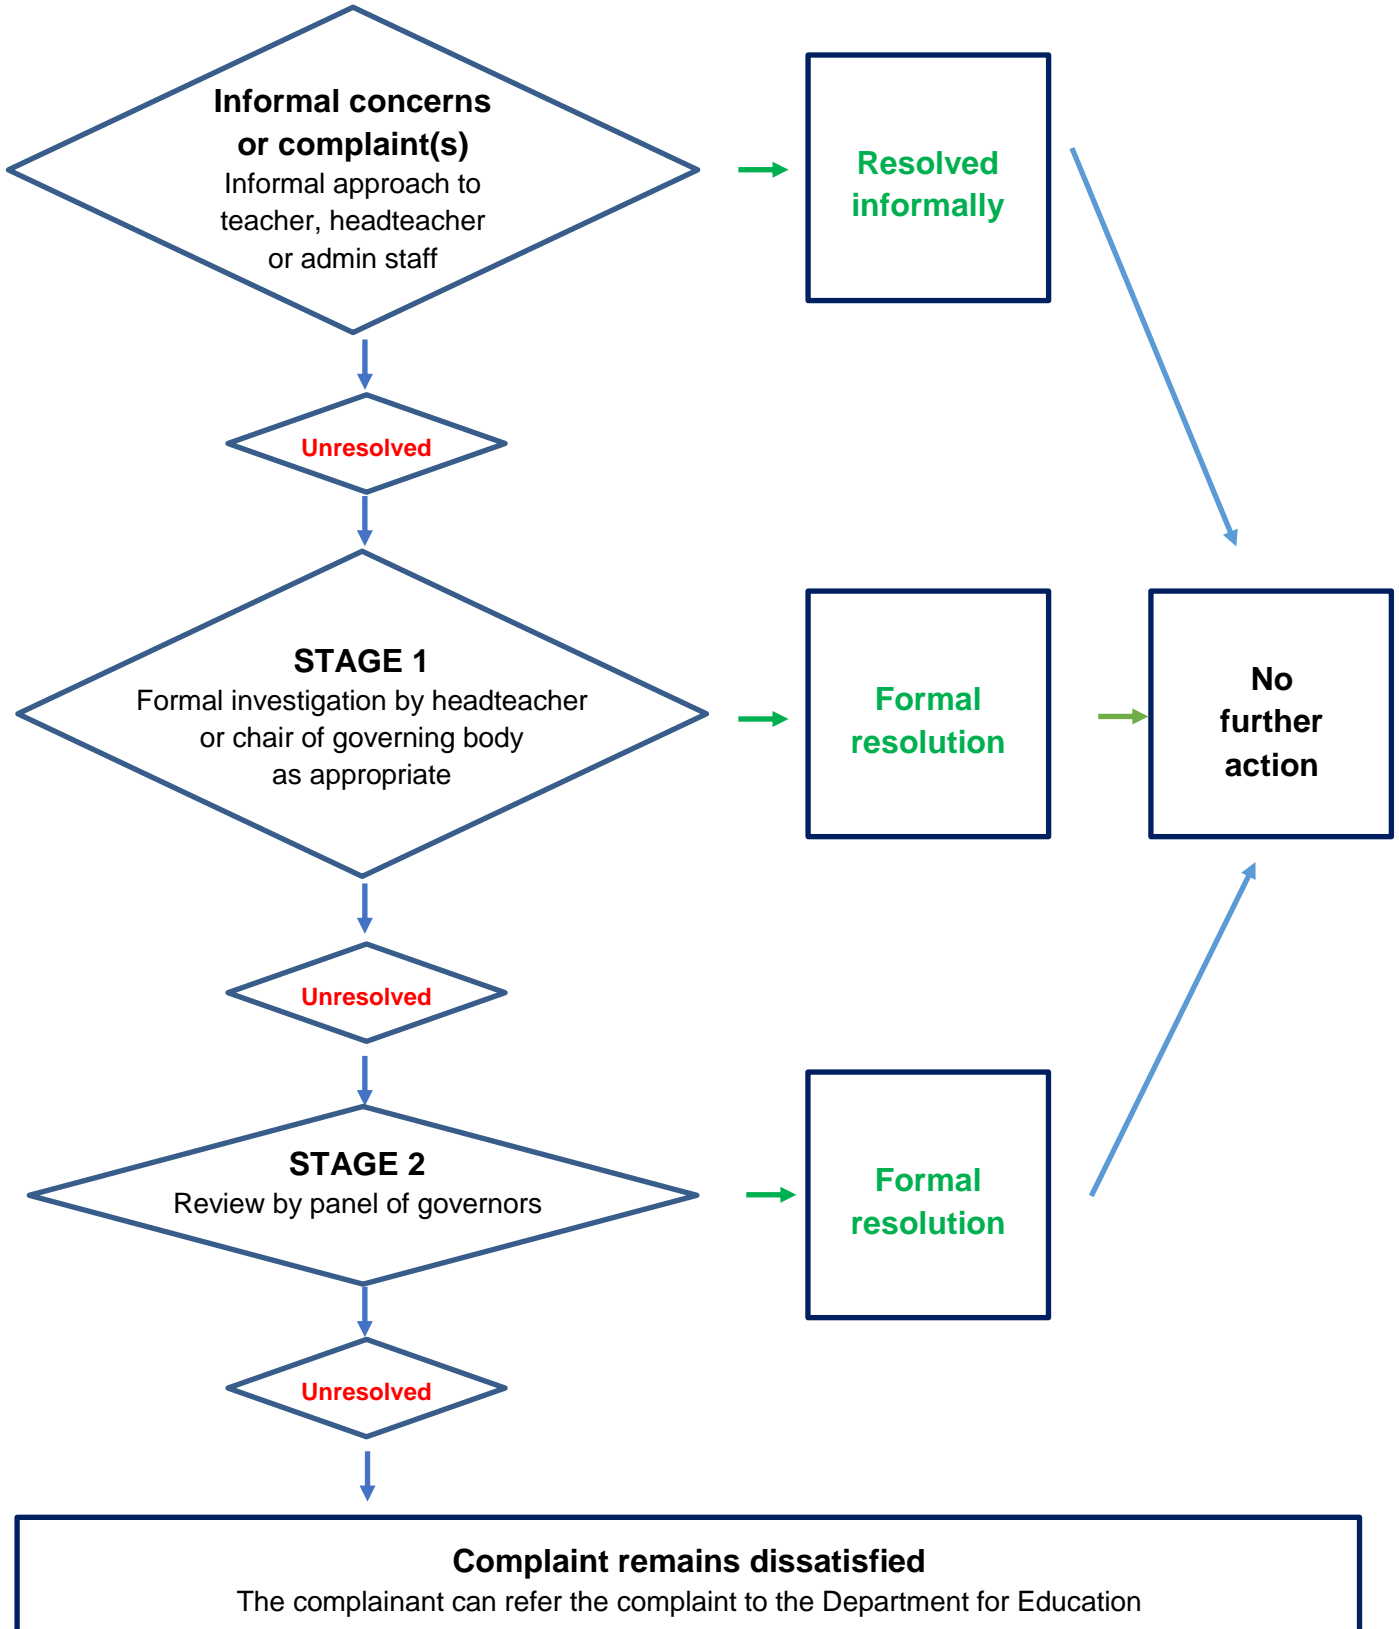 Informal concerns
or complaint(s)
Informal approach to
teacher, headteacher
or admin staff
Resolved
informally
Unresolved
STAGE 1
Formal investigation by headteacher
or chair of governing body
as appropriate
Formal
resolution
No
further
action
Unresolved
STAGE 2
Review by panel of governors
Formal
resolution
Unresolved
Complaint remains dissatisfied
The complainant can refer the complaint to the Department for Education